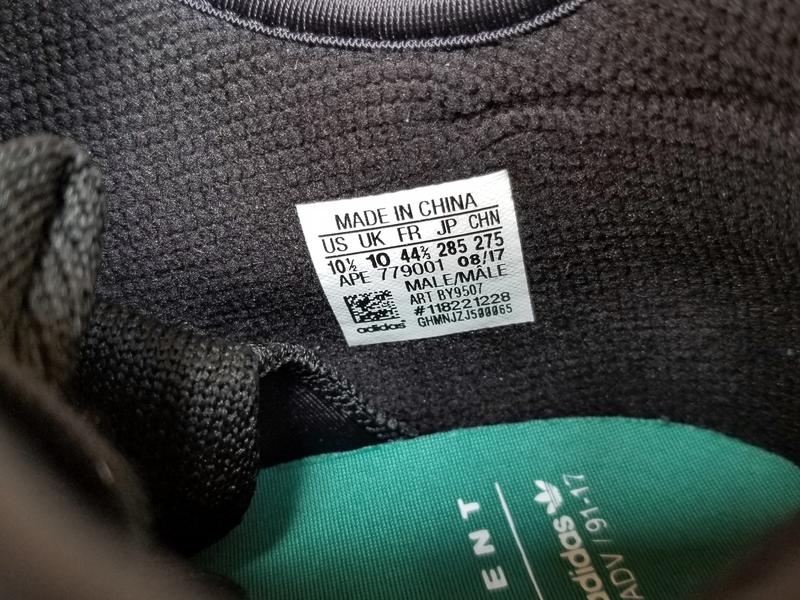 MADE IN CHINA
US UK FR JP CHN
10½ 10 44⅔ 285 275
APE 779001 08/17
MALE/MÂLE
ART BY9507
#118221228
GHMNJZJ500065
adidas
ENT
adidas
ADV / 91-17